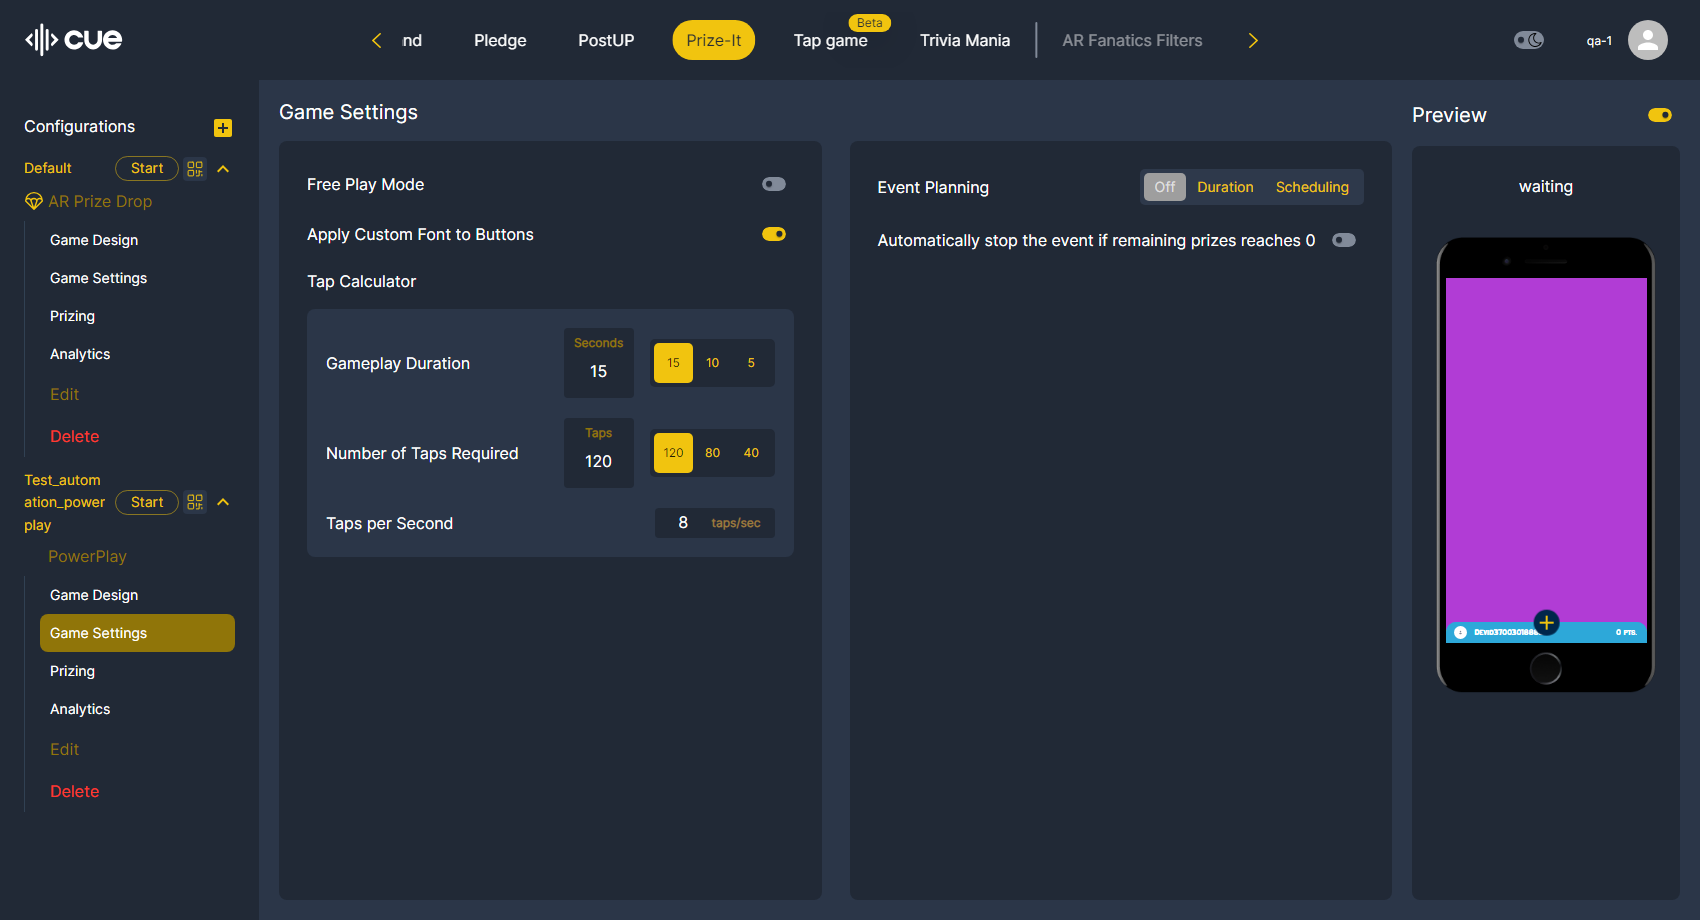 cue
nd
Pledge
PostUP
Prize-It
Beta
Tap game
Trivia Mania
AR Fanatics Filters
qa-1
Configurations
Default
Start
AR Prize Drop
Game Design
Game Settings
Prizing
Analytics
Edit
Delete
Test_autom
ation_power
play
Start
PowerPlay
Game Design
Game Settings
Prizing
Analytics
Edit
Delete
Game Settings
Free Play Mode
Apply Custom Font to Buttons
Tap Calculator
Gameplay Duration
Seconds
15
15 10 5
Number of Taps Required
Taps
120
120 80 40
Taps per Second
8 taps/sec
Event Planning
Off Duration Scheduling
Automatically stop the event if remaining prizes reaches 0
Preview
waiting
0 PTS.